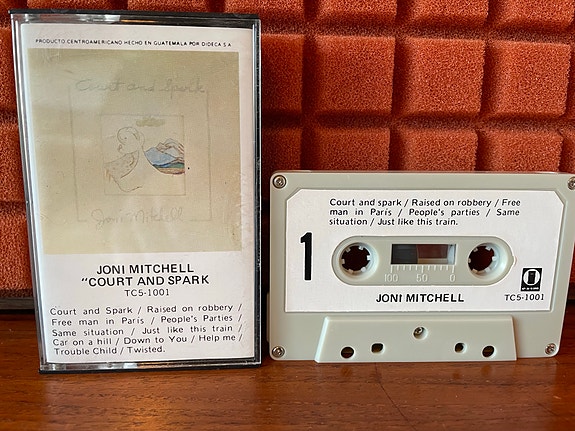 PRODUCTO CENTROAMERICANO HECHO EN GUATEMALA POR DIDECA S A
Court and Spark
Joni Mitchell
JONI MITCHELL
"COURT AND SPARK
TC5-1001
Court and Spark / Raised on robbery /
Free man in Paris / People's Parties /
Same situation / Just like this train /
Car on a hill / Down to You / Help me /
Trouble Child / Twisted.
Court and spark / Raised on robbery / Free
man in Paris / People's parties / Same
situation / Just like this train.
1
100 50 0
JONI MITCHELL
TC5-1001